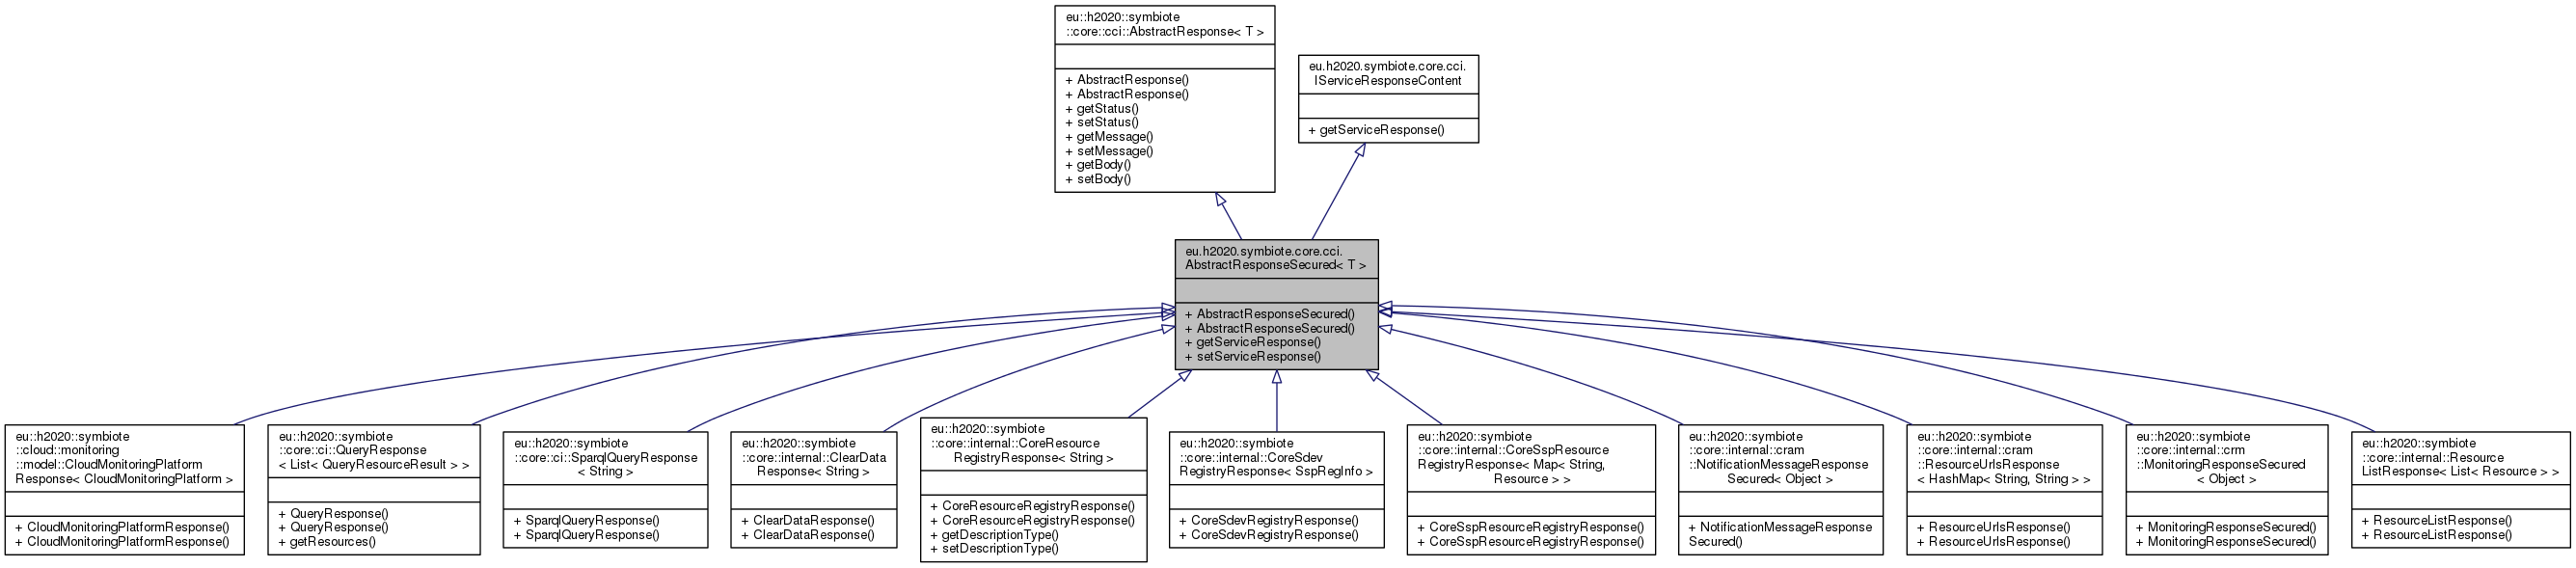 eu::h2020::symbiote
::core::cci::AbstractResponse< T >
+ AbstractResponse()
+ AbstractResponse()
+ getStatus()
+ setStatus()
+ getMessage()
+ setMessage()
+ getBody()
+ setBody()
eu.h2020.symbiote.core.cci.
IServiceResponseContent
+ getServiceResponse()
eu.h2020.symbiote.core.cci.
AbstractResponseSecured< T >
+ AbstractResponseSecured()
+ AbstractResponseSecured()
+ getServiceResponse()
+ setServiceResponse()
eu::h2020::symbiote
::cloud::monitoring
::model::CloudMonitoringPlatform
Response< CloudMonitoringPlatform >
+ CloudMonitoringPlatformResponse()
+ CloudMonitoringPlatformResponse()
eu::h2020::symbiote
::core::ci::QueryResponse
< List< QueryResourceResult > >
+ QueryResponse()
+ QueryResponse()
+ getResources()
eu::h2020::symbiote
::core::ci::SparqlQueryResponse
< String >
+ SparqlQueryResponse()
+ SparqlQueryResponse()
eu::h2020::symbiote
::core::internal::ClearData
Response< String >
+ ClearDataResponse()
+ ClearDataResponse()
eu::h2020::symbiote
::core::internal::CoreResource
RegistryResponse< String >
+ CoreResourceRegistryResponse()
+ CoreResourceRegistryResponse()
+ getDescriptionType()
+ setDescriptionType()
eu::h2020::symbiote
::core::internal::CoreSdev
RegistryResponse< SspRegInfo >
+ CoreSdevRegistryResponse()
+ CoreSdevRegistryResponse()
eu::h2020::symbiote
::core::internal::CoreSspResource
RegistryResponse< Map< String,
Resource > >
+ CoreSspResourceRegistryResponse()
+ CoreSspResourceRegistryResponse()
eu::h2020::symbiote
::core::internal::cram
::NotificationMessageResponse
Secured< Object >
+ NotificationMessageResponse
Secured()
eu::h2020::symbiote
::core::internal::cram
::ResourceUrlsResponse
< HashMap< String, String > >
+ ResourceUrlsResponse()
+ ResourceUrlsResponse()
eu::h2020::symbiote
::core::internal::crm
::MonitoringResponseSecured
< Object >
+ MonitoringResponseSecured()
+ MonitoringResponseSecured()
eu::h2020::symbiote
::core::internal::Resource
ListResponse< List< Resource > >
+ ResourceListResponse()
+ ResourceListResponse()